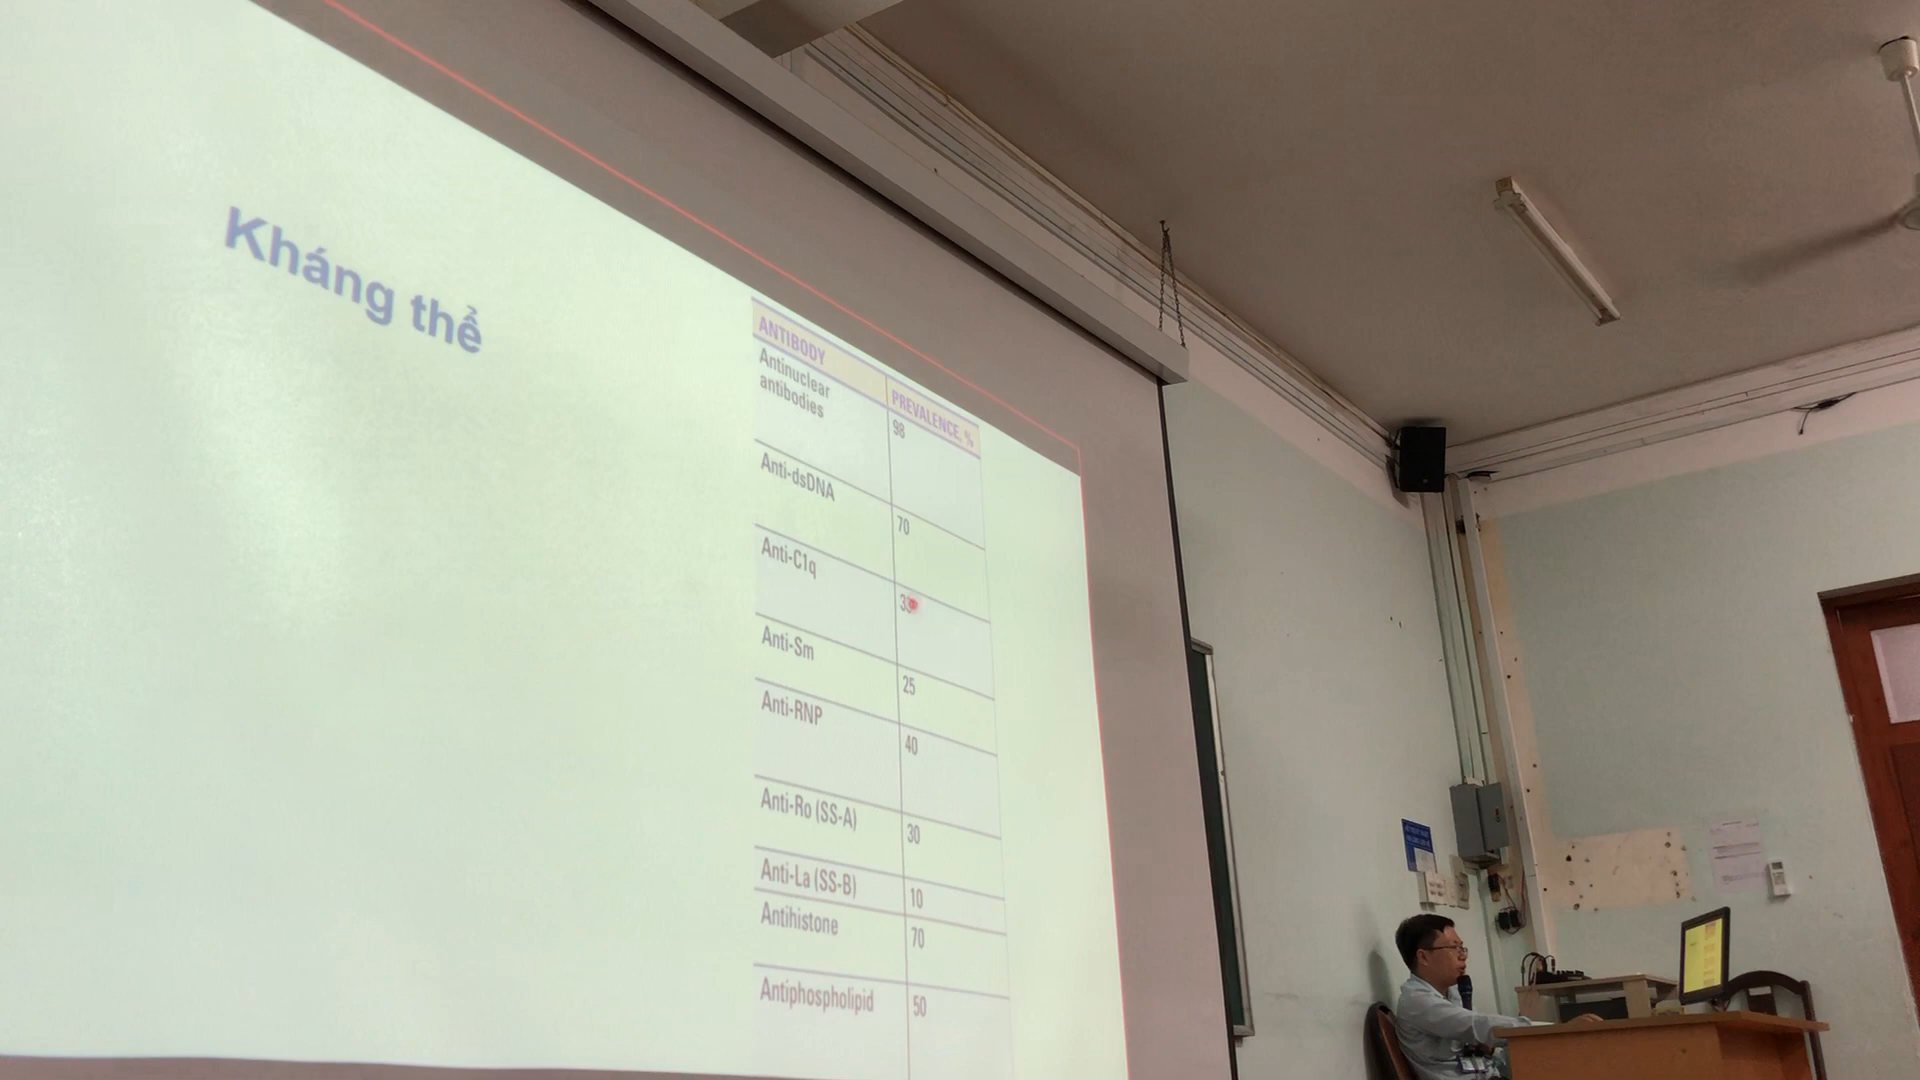 Kháng thể
ANTIBODY
PREVALENCE, %
Antinuclear
antibodies
98
Anti-dsDNA
70
Anti-C1q
Anti-Sm
25
Anti-RNP
40
Anti-Ro (SS-A)
30
Anti-La (SS-B)
10
Antihistone
70
Antiphospholipid
50